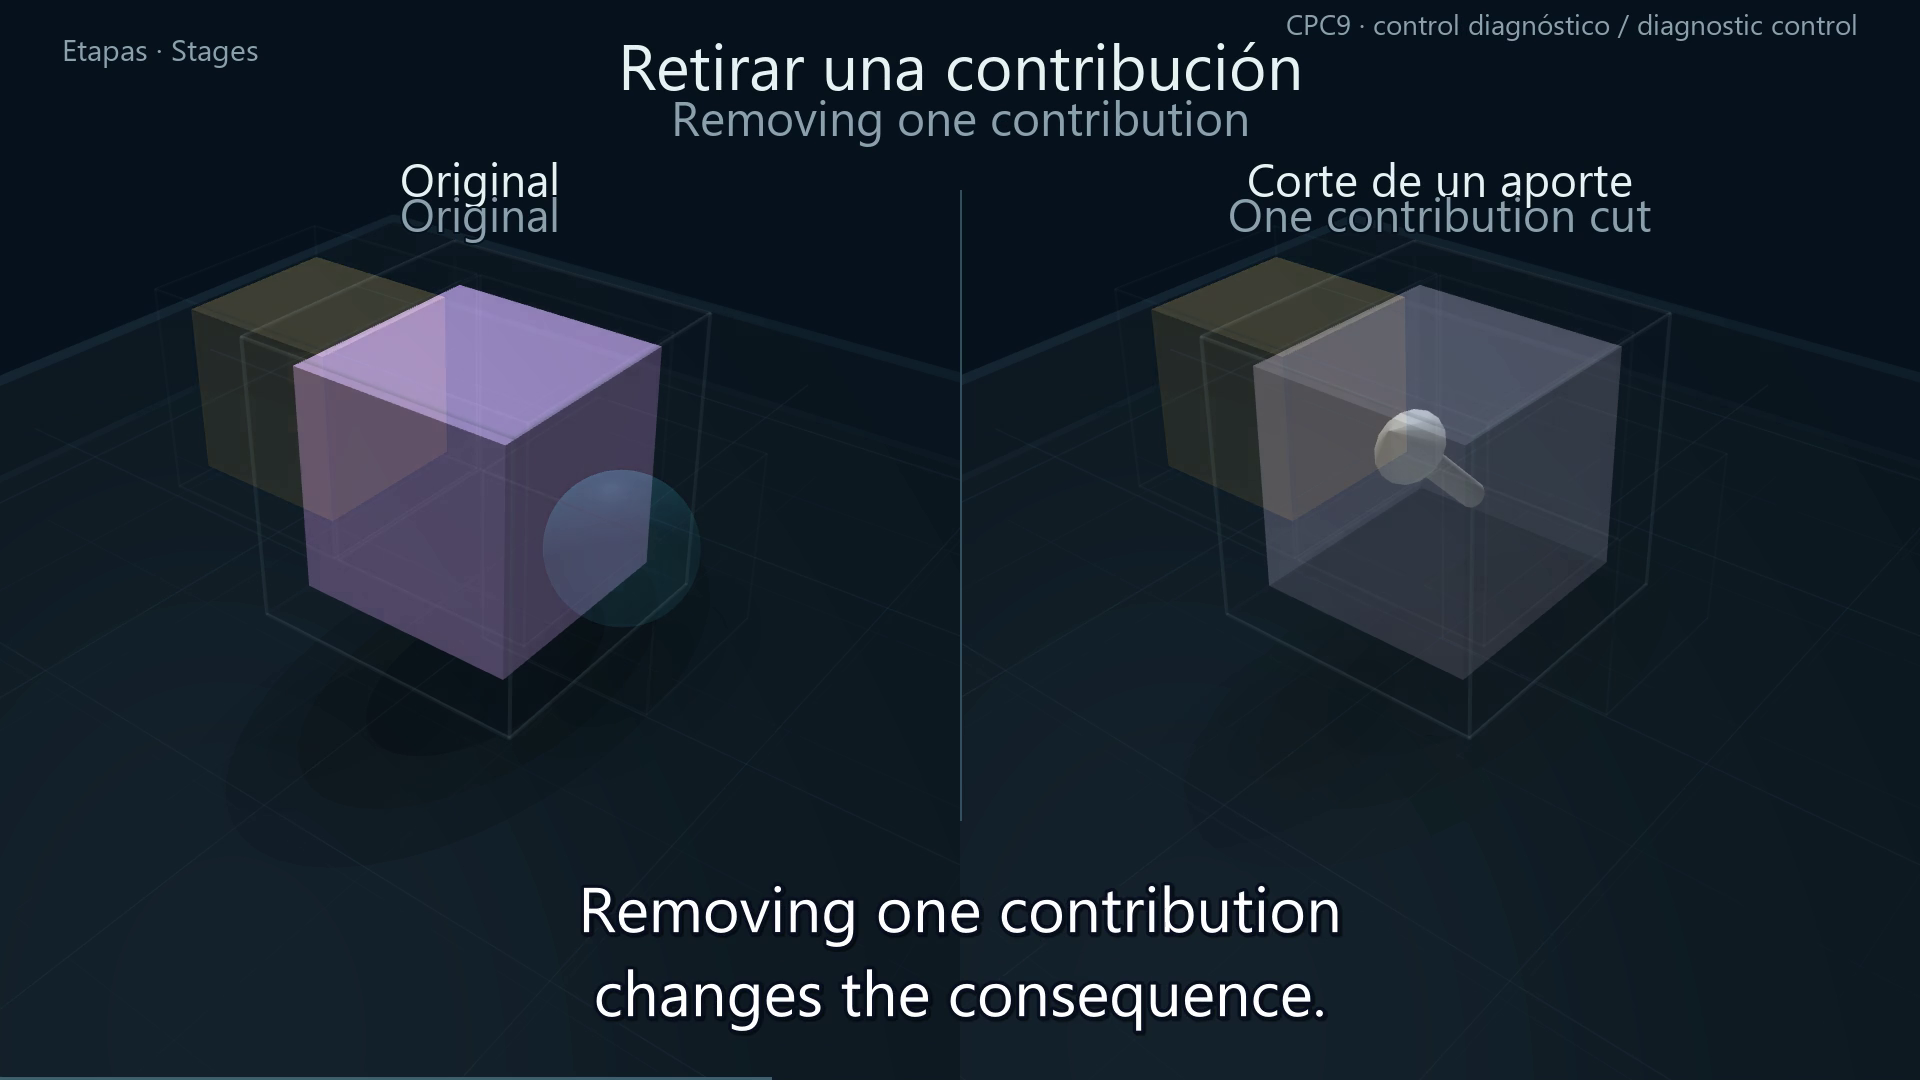 Etapas · Stages
CPC9 · control diagnóstico / diagnostic control
Retirar una contribución
Removing one contribution
Original
Original
Corte de un aporte
One contribution cut
Removing one contribution
changes the consequence.